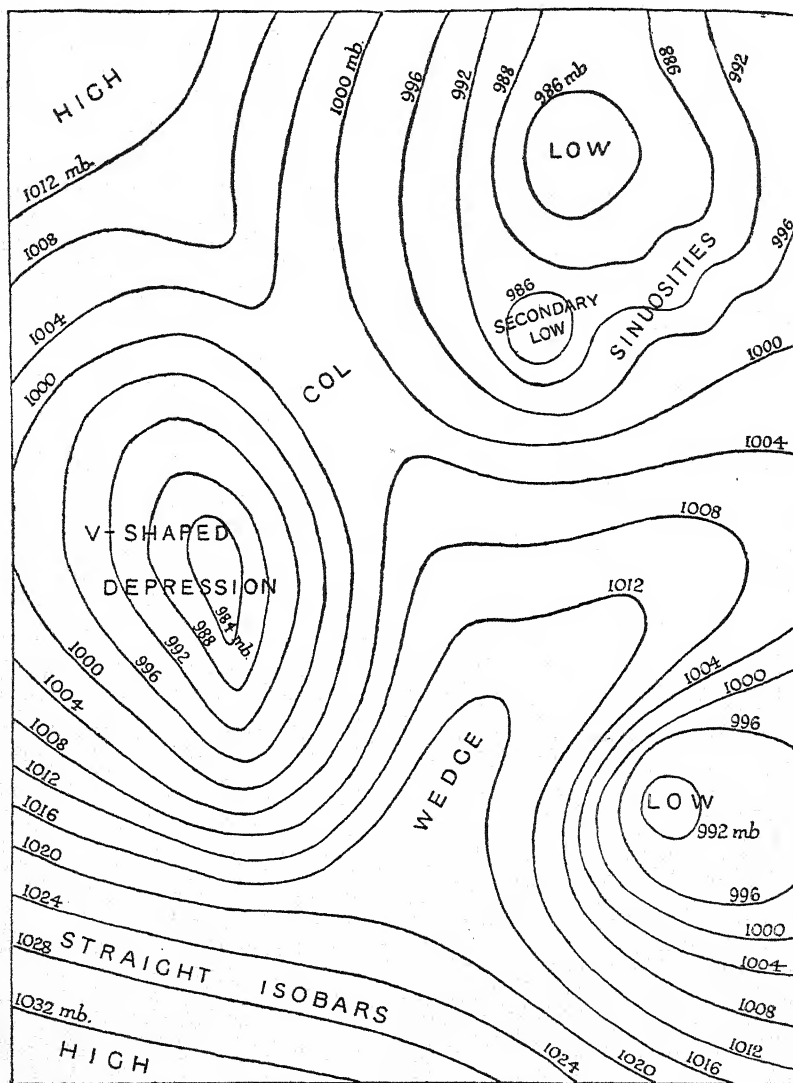 HIGH
1012 mb.
1008
1004
1000
1000 mb.
996
992
988
986 mb
LOW
988
992
996
986
SECONDARY
LOW
SINUOSITIES
1000
1004
1008
1012
COL
V-SHAPED
DEPRESSION
984 mb.
988
992
996
1000
1004
1008
1012
1016
1020
1024
1028
1032 mb.
STRAIGHT ISOBARS
HIGH
WEDGE
1004
1000
996
LOW
992 mb
996
1000
1004
1008
1012
1016
1020
1024